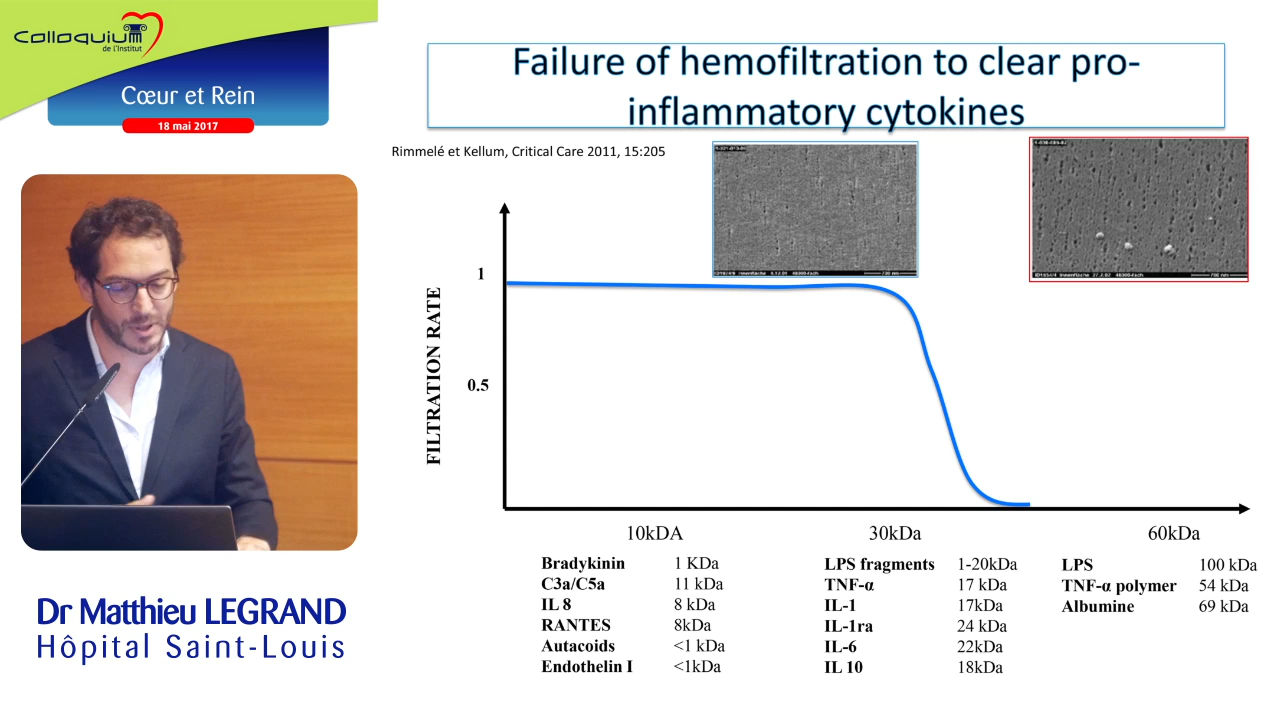 Colloquium
de l'Institut
Cœur et Rein
18 mai 2017
Failure of hemofiltration to clear pro-
inflammatory cytokines
Rimmelé et Kellum, Critical Care 2011, 15:205
1
0.5
FILTRATION RATE
10kDA
30kDa
60kDa
Bradykinin 1 KDa
C3a/C5a 11 kDa
IL 8 8 kDa
RANTES 8kDa
Autacoids <1 kDa
Endothelin I <1kDa
LPS fragments 1-20kDa
TNF-α 17 kDa
IL-1 17kDa
IL-1ra 24 kDa
IL-6 22kDa
IL 10 18kDa
LPS 100 kDa
TNF-α polymer 54 kDa
Albumine 69 kDa
Dr Matthieu LEGRAND
Hôpital Saint-Louis